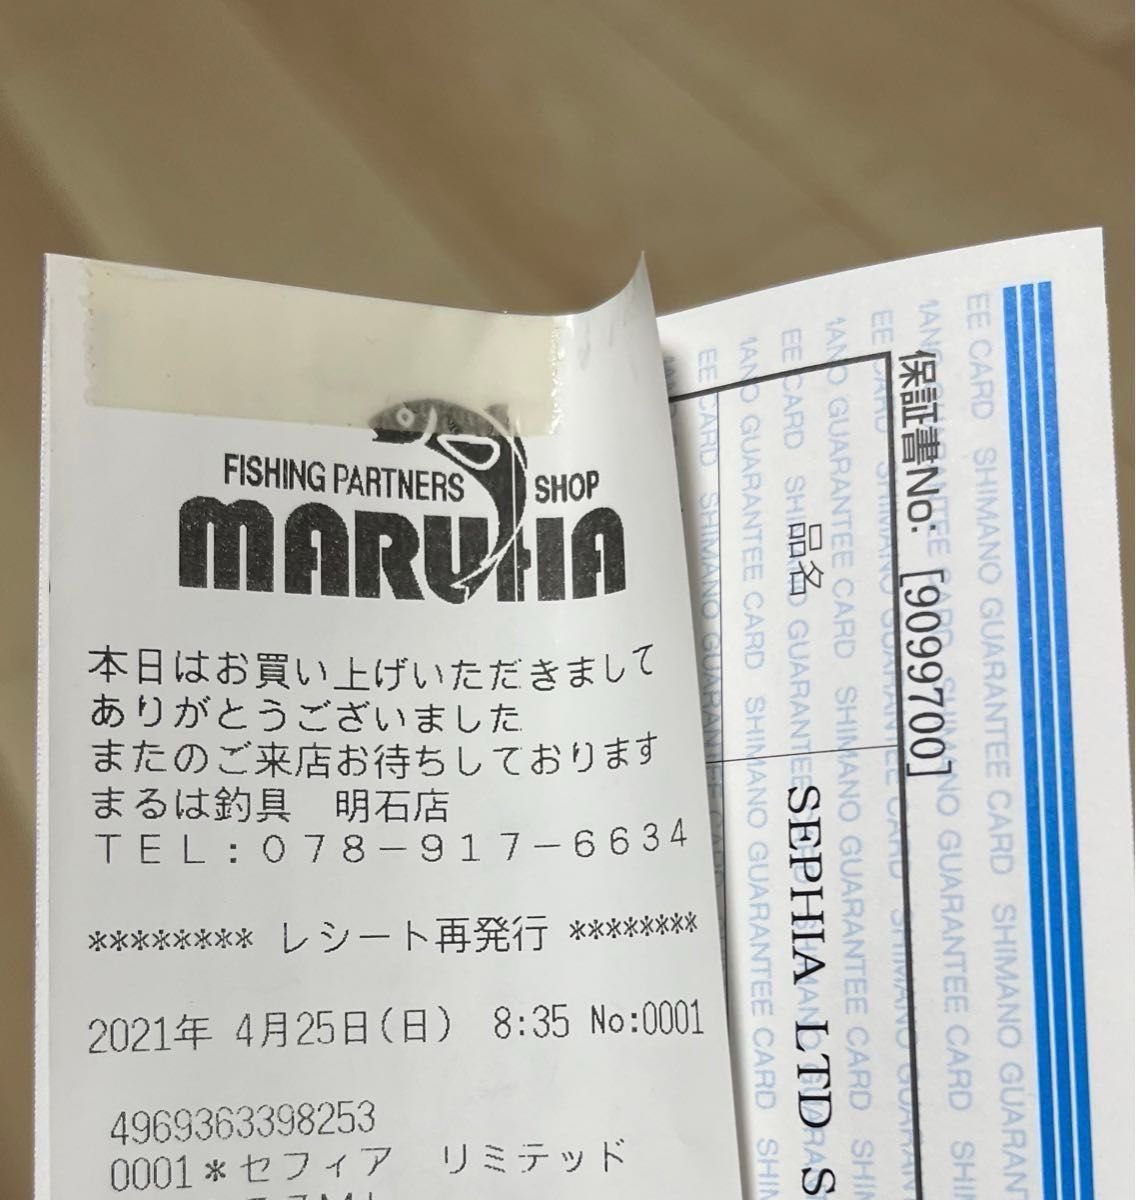 FISHING PARTNERS SHOP
MARUHA
本日はお買い上げいただきまして
ありがとうございました
またのご来店お待ちしております
まるは釣具　明石店
ＴＥＬ：０７８－９１７－６６３４
******** レシート再発行 ********
2021年 4月25日(日)　8:35 No:0001
4969363398253
0001＊セフィア　リミテッド
保証書No: [9099700]
品名
SEPHIA LTD S
EE CARD SHIMANO GUARANTEE CARD SHIMANO GUARAN